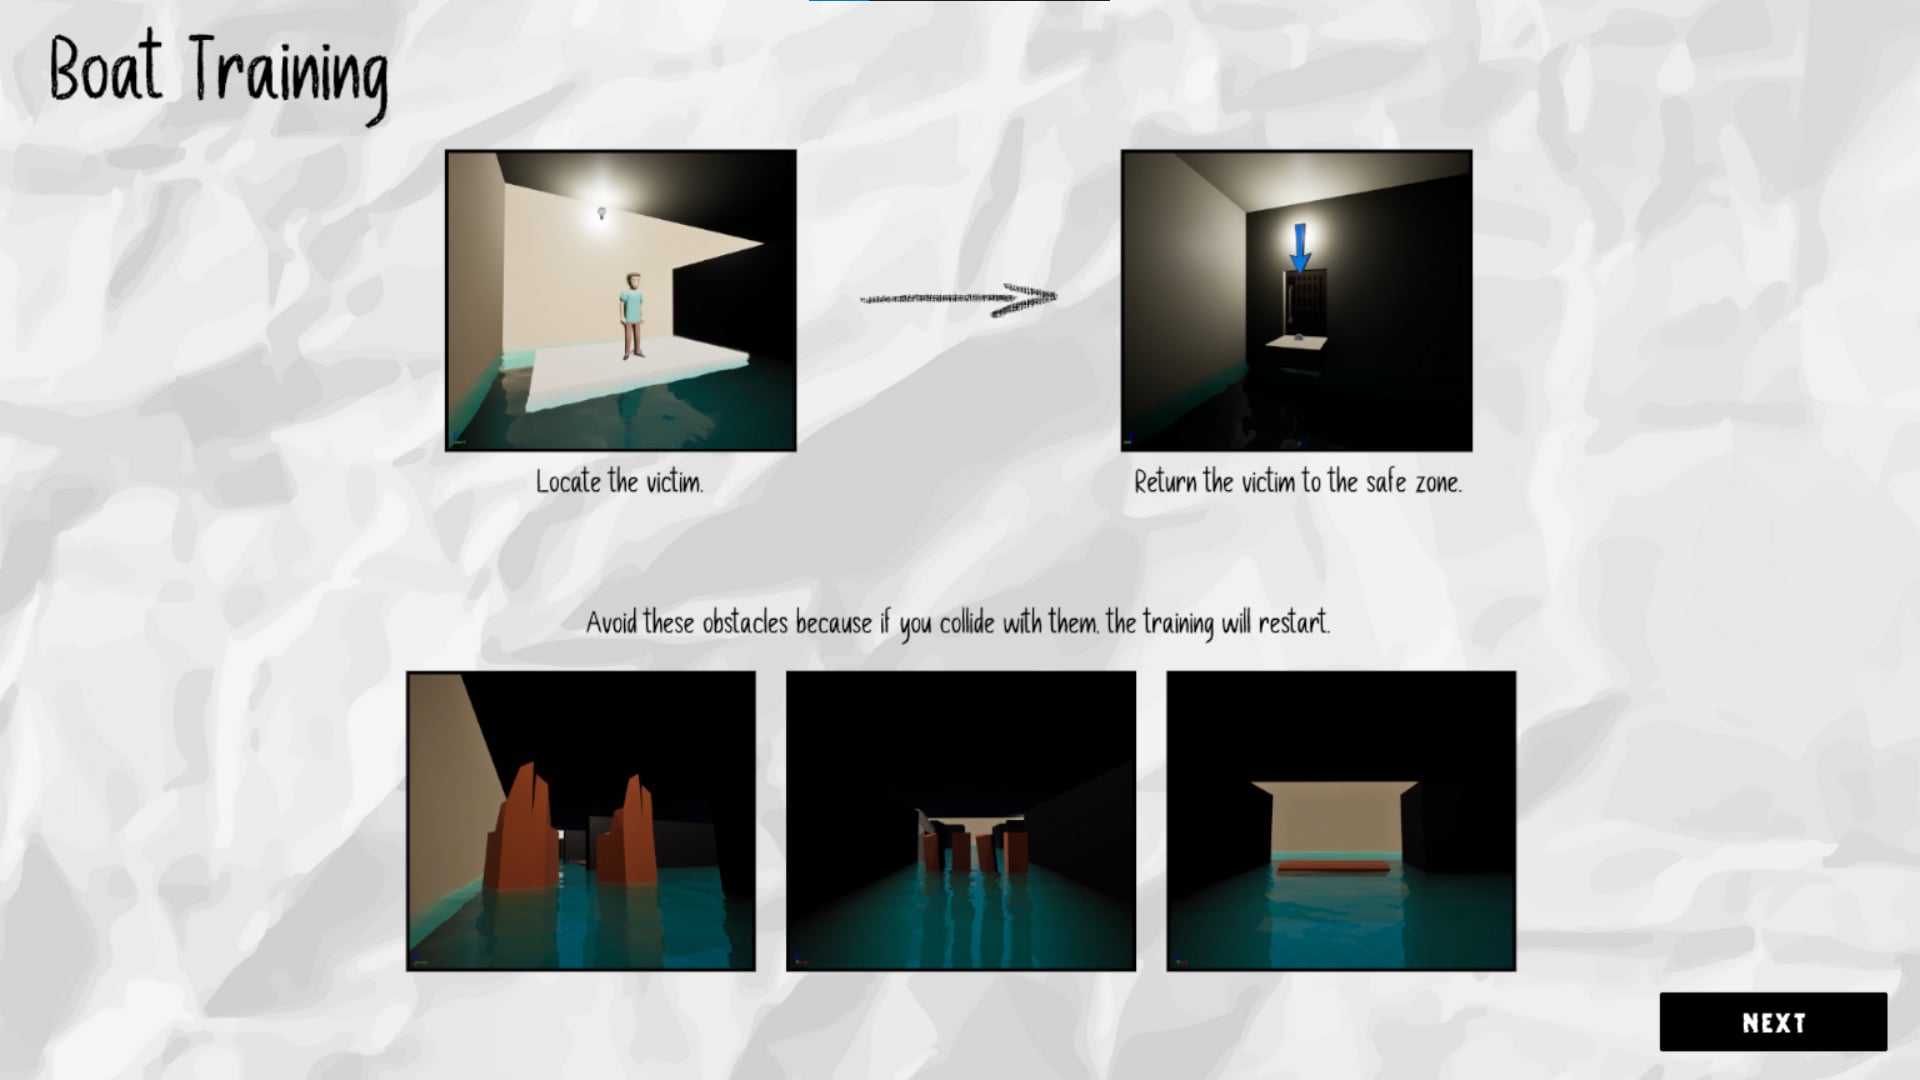 Boat Training
Locate the victim.
Return the victim to the safe zone.
Avoid these obstacles because if you collide with them, the training will restart.
NEXT